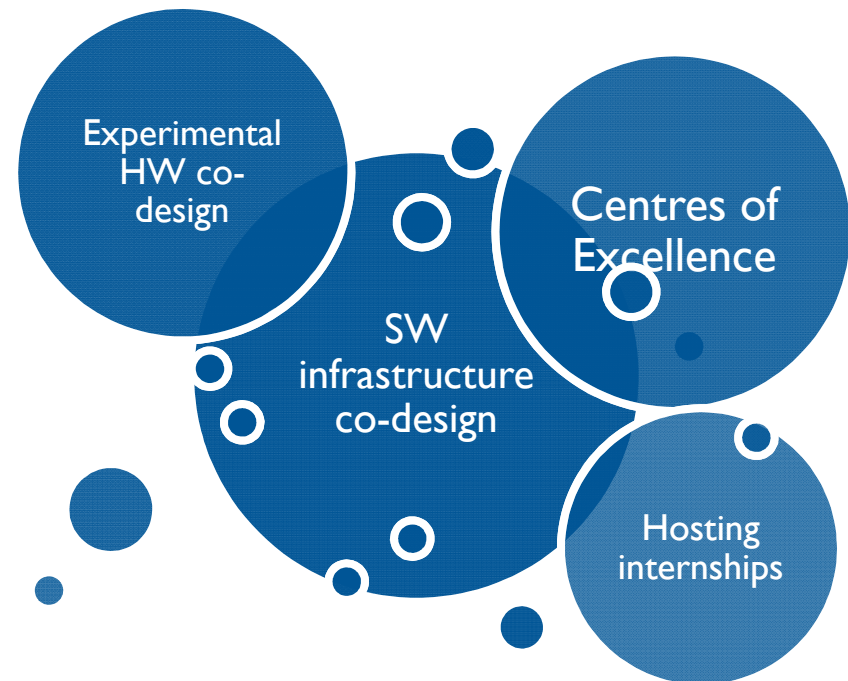 Experimental
HW co-
design
Centres of
Excellence
SW
infrastructure
co-design
Hosting
internships